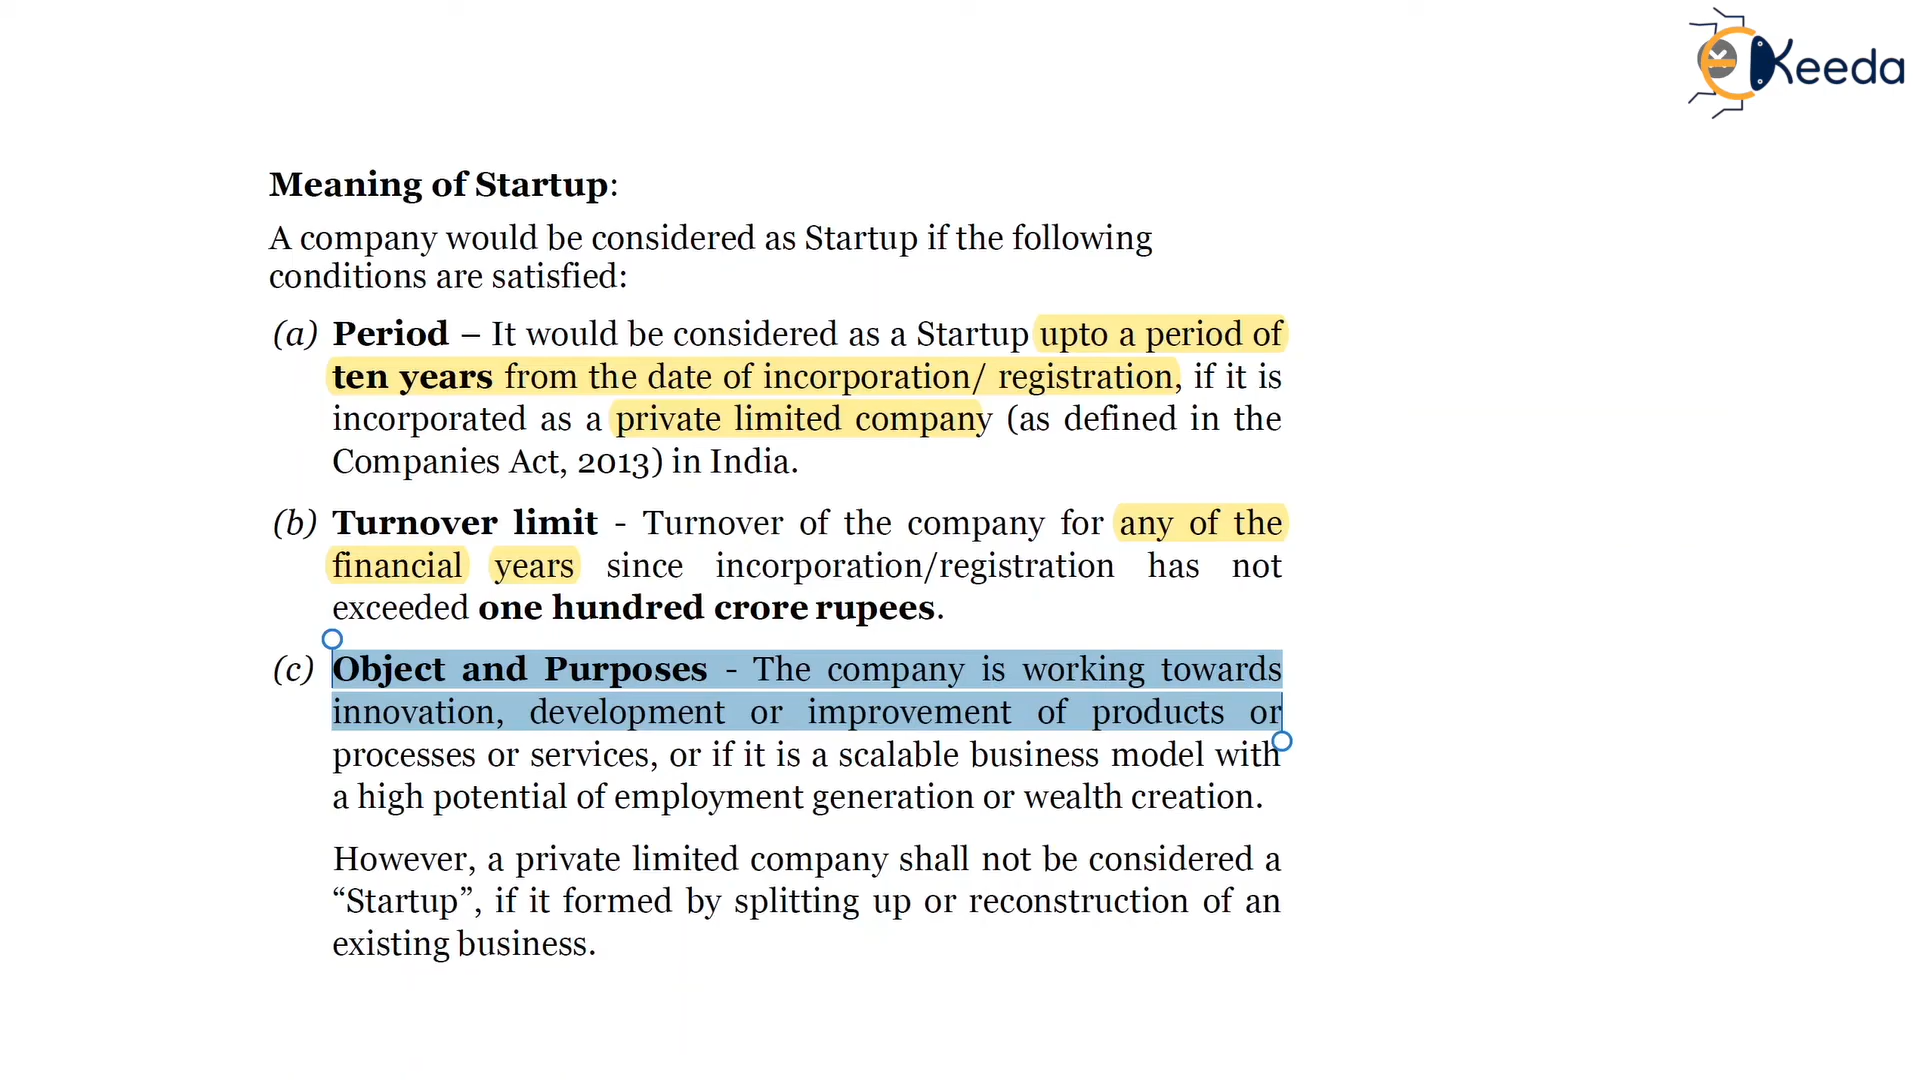 Keeda
Meaning of Startup:
A company would be considered as Startup if the following
conditions are satisfied:
(a) Period – It would be considered as a Startup upto a period of
ten years from the date of incorporation/ registration, if it is
incorporated as a private limited company (as defined in the
Companies Act, 2013) in India.
(b) Turnover limit - Turnover of the company for any of the
financial years since incorporation/registration has not
exceeded one hundred crore rupees.
(c) Object and Purposes - The company is working towards
innovation, development or improvement of products or
processes or services, or if it is a scalable business model with
a high potential of employment generation or wealth creation.
However, a private limited company shall not be considered a
“Startup”, if it formed by splitting up or reconstruction of an
existing business.